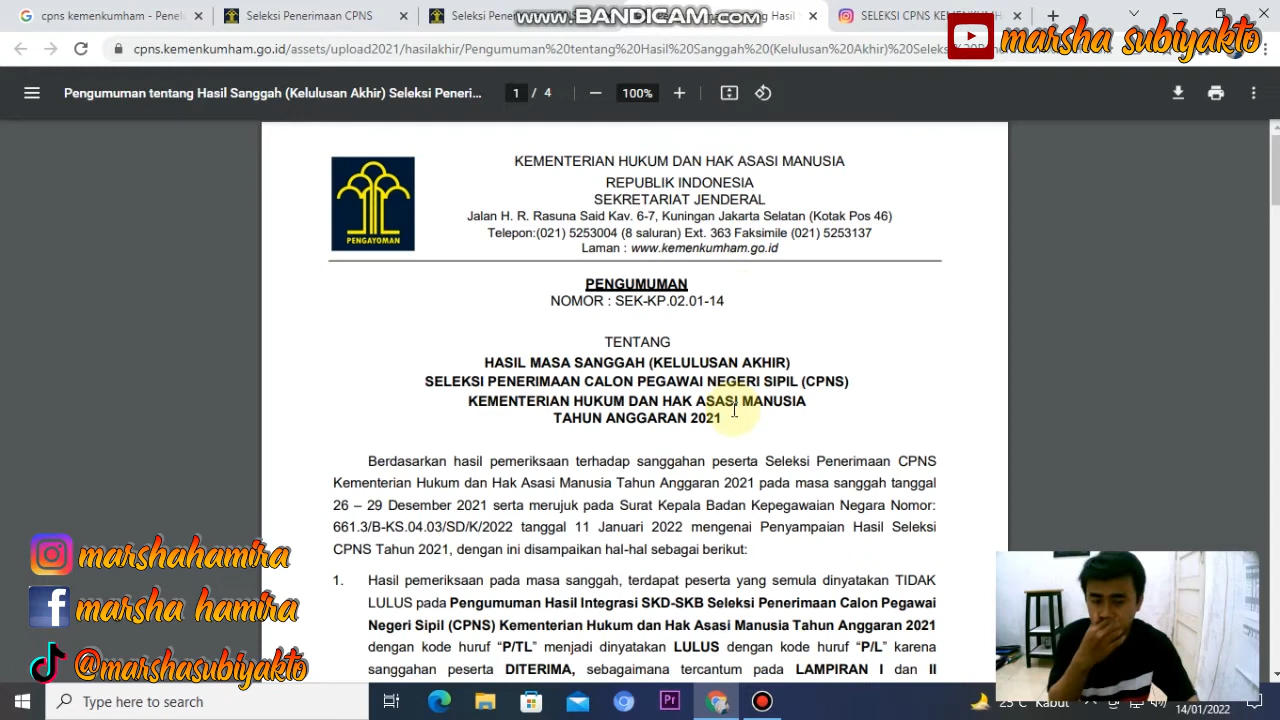 cpns kemenkumham - Penel
Seleksi Penerimaan CPNS
www.BANDICAM.com
SELEKSI CPNS KEMENKUMH
marsha subiyakto
cpns.kemenkumham.go.id/assets/upload2021/hasilakhir/Pengumuman%20tentang%20Hasil%20Sanggah%20(Kelulusan%20Akhir)%20Seleksi%20
Pengumuman tentang Hasil Sanggah (Kelulusan Akhir) Seleksi Peneri...
1 / 4
100%
KEMENTERIAN HUKUM DAN HAK ASASI MANUSIA
REPUBLIK INDONESIA
SEKRETARIAT JENDERAL
Jalan H. R. Rasuna Said Kav. 6-7, Kuningan Jakarta Selatan (Kotak Pos 46)
Telepon:(021) 5253004 (8 saluran) Ext. 363 Faksimile (021) 5253137
Laman : www.kemenkumham.go.id
PENGAYOMAN
PENGUMUMAN
NOMOR : SEK-KP.02.01-14
TENTANG
HASIL MASA SANGGAH (KELULUSAN AKHIR)
SELEKSI PENERIMAAN CALON PEGAWAI NEGERI SIPIL (CPNS)
KEMENTERIAN HUKUM DAN HAK ASASI MANUSIA
TAHUN ANGGARAN 2021
Berdasarkan hasil pemeriksaan terhadap sanggahan peserta Seleksi Penerimaan CPNS
Kementerian Hukum dan Hak Asasi Manusia Tahun Anggaran 2021 pada masa sanggah tanggal
26 – 29 Desember 2021 serta merujuk pada Surat Kepala Badan Kepegawaian Negara Nomor:
661.3/B-KS.04.03/SD/K/2022 tanggal 11 Januari 2022 mengenai Penyampaian Hasil Seleksi
CPNS Tahun 2021, dengan ini disampaikan hal-hal sebagai berikut:
1. Hasil pemeriksaan pada masa sanggah, terdapat peserta yang semula dinyatakan TIDAK
LULUS pada Pengumuman Hasil Integrasi SKD-SKB Seleksi Penerimaan Calon Pegawai
Negeri Sipil (CPNS) Kementerian Hukum dan Hak Asasi Manusia Tahun Anggaran 2021
dengan kode huruf “P/TL” menjadi dinyatakan LULUS dengan kode huruf “P/L” karena
sanggahan peserta DITERIMA, sebagaimana tercantum pada LAMPIRAN I dan II
marshahamira
marsha hamira
@marshasubiyakto
Type here to search
Pr
25°C Kabut
14/01/2022